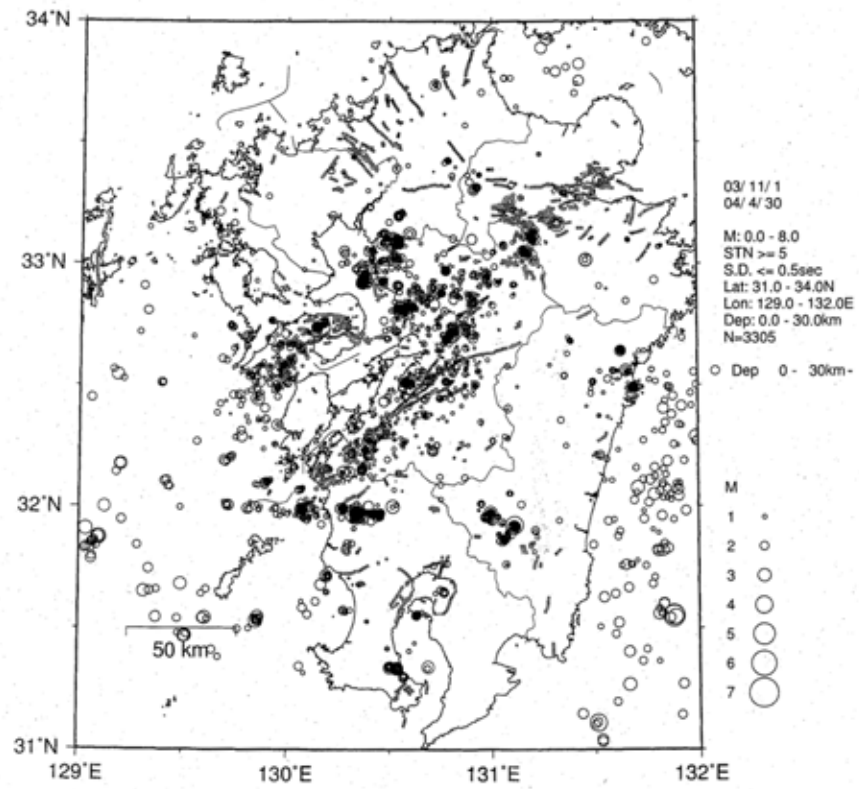 34°N
33°N
32°N
31°N
129°E
130°E
131°E
132°E
50 km
03/ 11/ 1
04/ 4/ 30
M: 0.0 - 8.0
STN >= 5
S.D. <= 0.5sec
Lat: 31.0 - 34.0N
Lon: 129.0 - 132.0E
Dep: 0.0 - 30.0km
N=3305
Dep 0 - 30km-
M
1
2
3
4
5
6
7